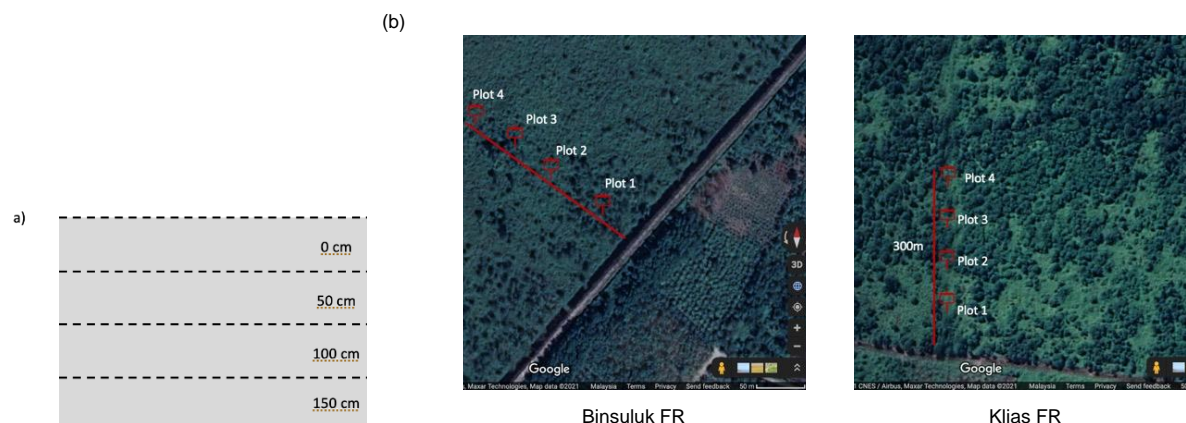 (b)
a)
0 cm
50 cm
100 cm
150 cm
Plot 4
Plot 3
Plot 2
Plot 1
3D
Google
, Maxar Technologies, Map data ©2021 Malaysia Terms Privacy Send feedback 50 m
Binsuluk FR
Plot 4
Plot 3
300m
Plot 2
Plot 1
Google
CNES / Airbus, Maxar Technologies, Map data ©2021 Malaysia Terms Privacy Send feedback
Klias FR